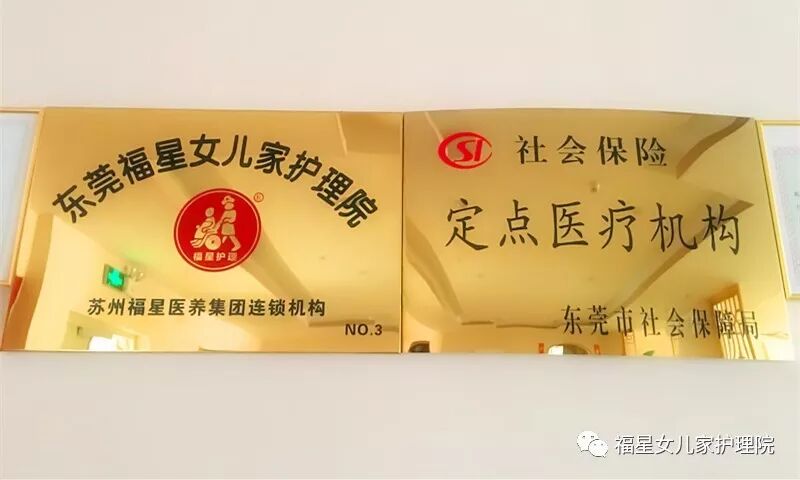 东莞福星女儿家护理院
®
福星护理
苏州福星医养集团连锁机构
NO.3
SI 社会保险
定点医疗机构
东莞市社会保障局
福星女儿家护理院